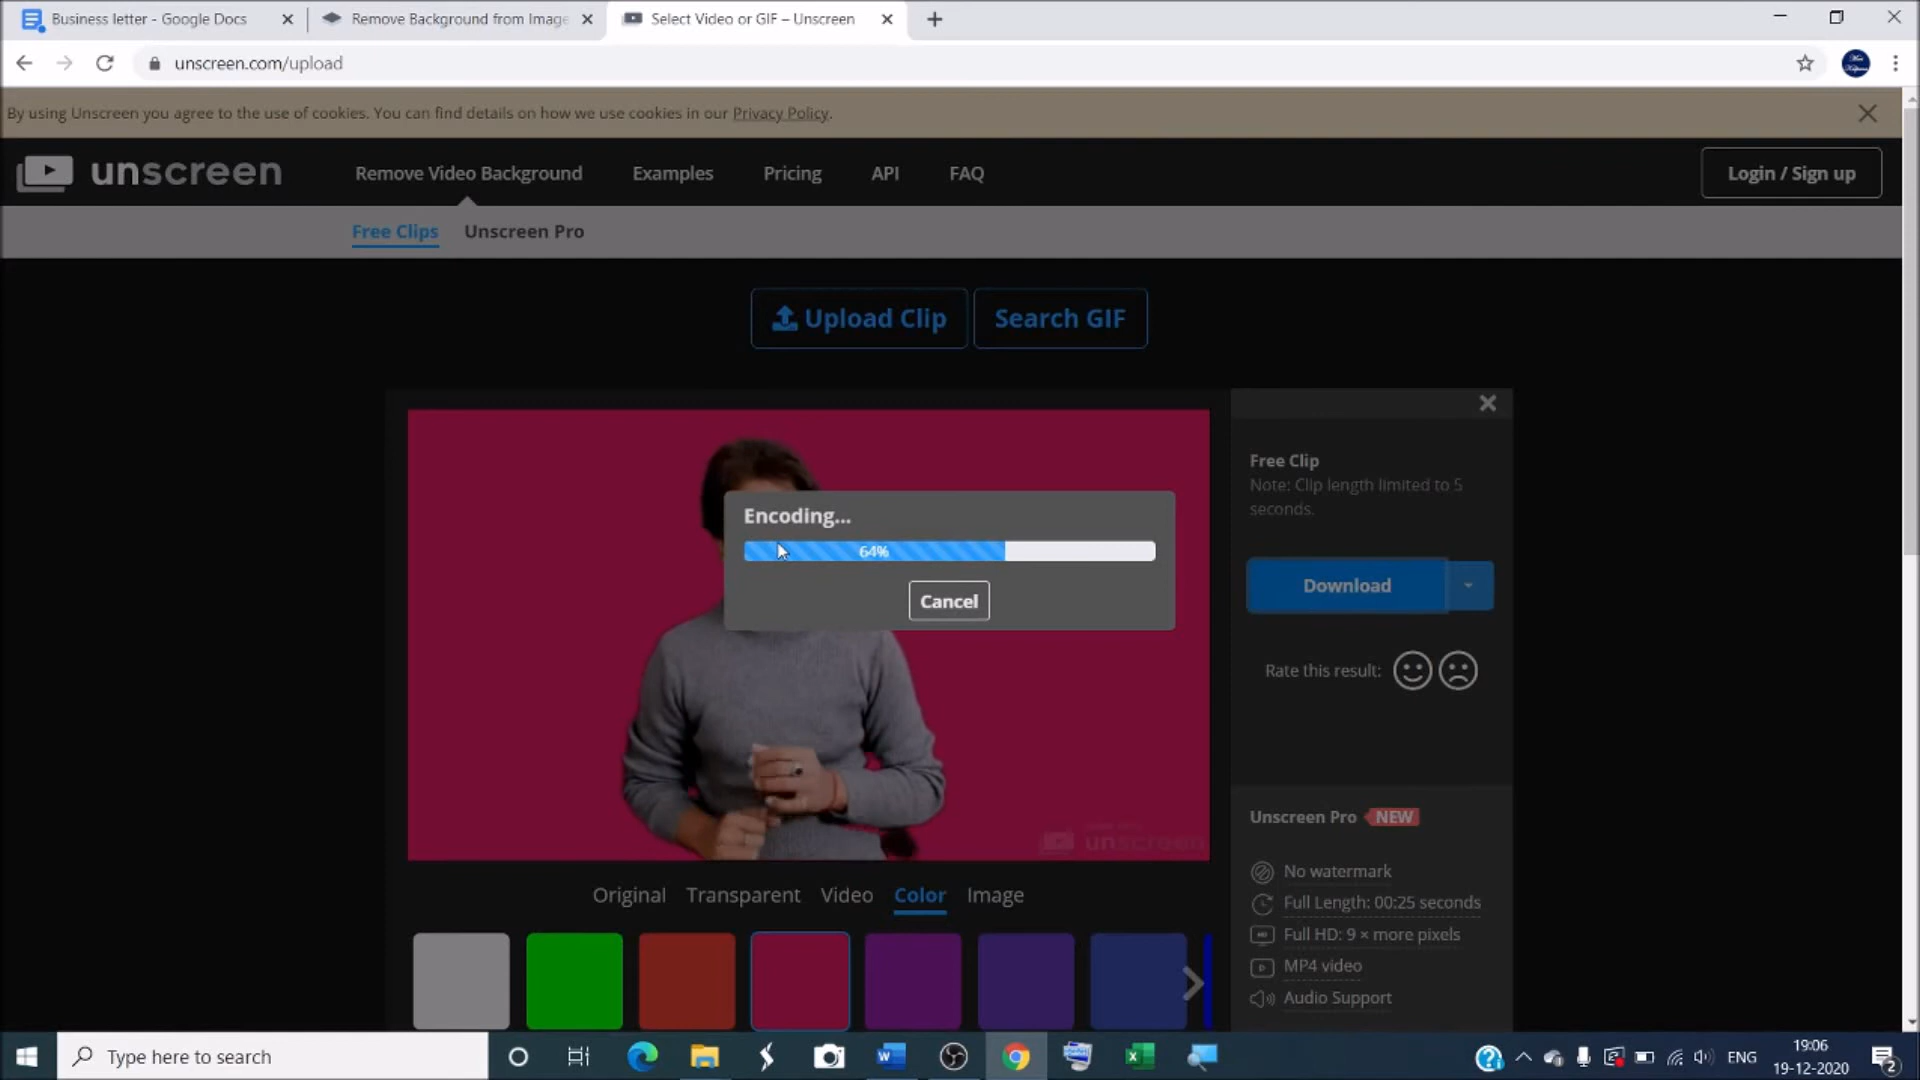 Business letter - Google Docs
Remove Background from Image
Select Video or GIF – Unscreen
unscreen.com/upload
By using Unscreen you agree to the use of cookies. You can find details on how we use cookies in our Privacy Policy.
unscreen
Remove Video Background
Examples
Pricing
API
FAQ
Login / Sign up
Free Clips
Unscreen Pro
Upload Clip
Search GIF
Free Clip
Note: Clip length limited to 5
seconds.
Encoding...
64%
Cancel
Download
Rate this result:
unscreen
Original
Transparent
Video
Color
Image
Unscreen Pro
NEW
No watermark
Full Length: 00:25 seconds
Full HD: 9 × more pixels
MP4 video
Audio Support
Type here to search
ENG
19:06
19-12-2020
2